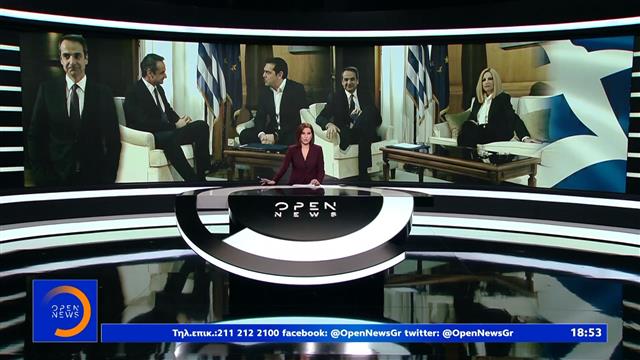 OPEN
NEWS
OPEN
NEWS
Τηλ.επικ.:211 212 2100 facebook: @OpenNewsGr twitter: @OpenNewsGr
18:53